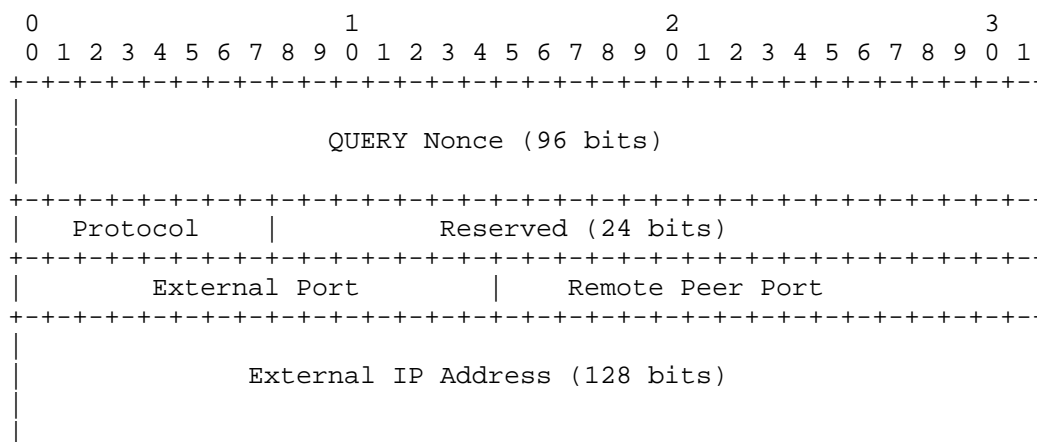 0                   1                   2                   3
 0 1 2 3 4 5 6 7 8 9 0 1 2 3 4 5 6 7 8 9 0 1 2 3 4 5 6 7 8 9 0 1
+-+-+-+-+-+-+-+-+-+-+-+-+-+-+-+-+-+-+-+-+-+-+-+-+-+-+-+-+-+-+-+-
|
|                   QUERY Nonce (96 bits)
|
+-+-+-+-+-+-+-+-+-+-+-+-+-+-+-+-+-+-+-+-+-+-+-+-+-+-+-+-+-+-+-+-
|   Protocol    |          Reserved (24 bits)
+-+-+-+-+-+-+-+-+-+-+-+-+-+-+-+-+-+-+-+-+-+-+-+-+-+-+-+-+-+-+-+-
|        External Port        |    Remote Peer Port
+-+-+-+-+-+-+-+-+-+-+-+-+-+-+-+-+-+-+-+-+-+-+-+-+-+-+-+-+-+-+-+-
|
|              External IP Address (128 bits)
|
|